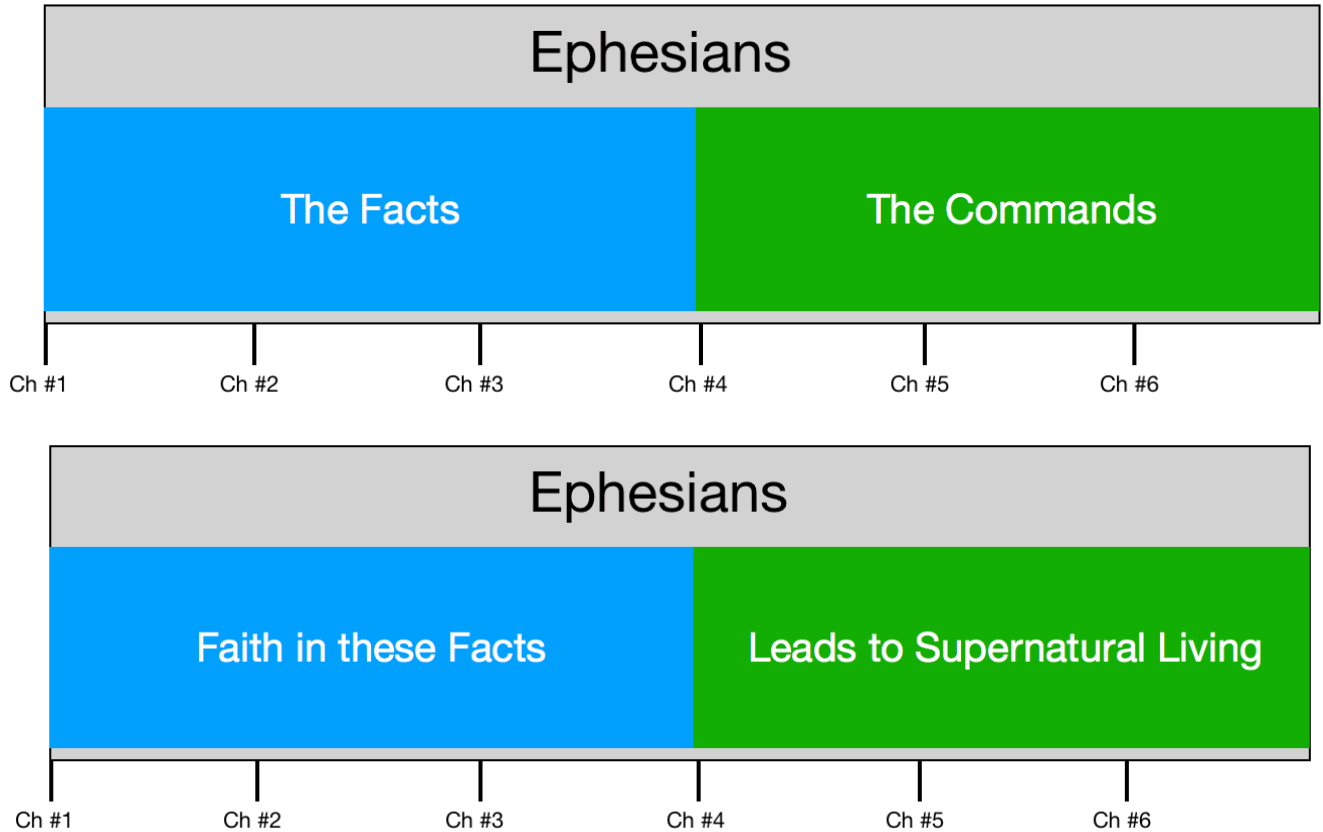 Ephesians
The Facts
The Commands
Ch #1
Ch #2
Ch #3
Ch #4
Ch #5
Ch #6
Ephesians
Faith in these Facts
Leads to Supernatural Living
Ch #1
Ch #2
Ch #3
Ch #4
Ch #5
Ch #6